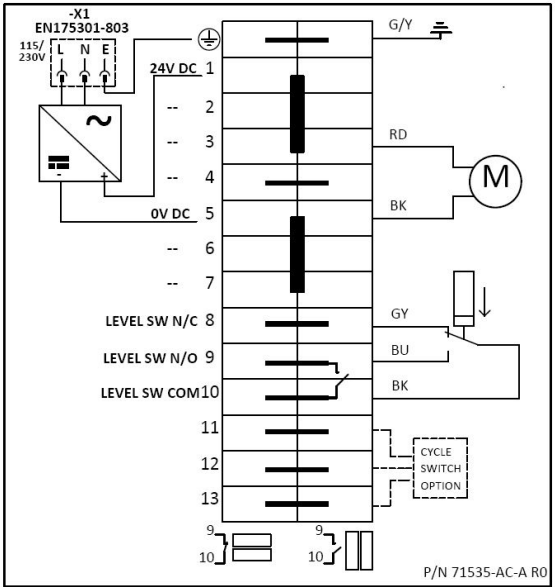 -X1
EN175301-803
115/
230V
L N E
G/Y
24V DC 1
-- 2
-- 3 RD
M
-- 4
0V DC 5 BK
-- 6
-- 7
LEVEL SW N/C 8 GY
LEVEL SW N/O 9 BU
LEVEL SW COM 10 BK
11
12
13
CYCLE
SWITCH
OPTION
9 9
10 10
P/N 71535-AC-A R0